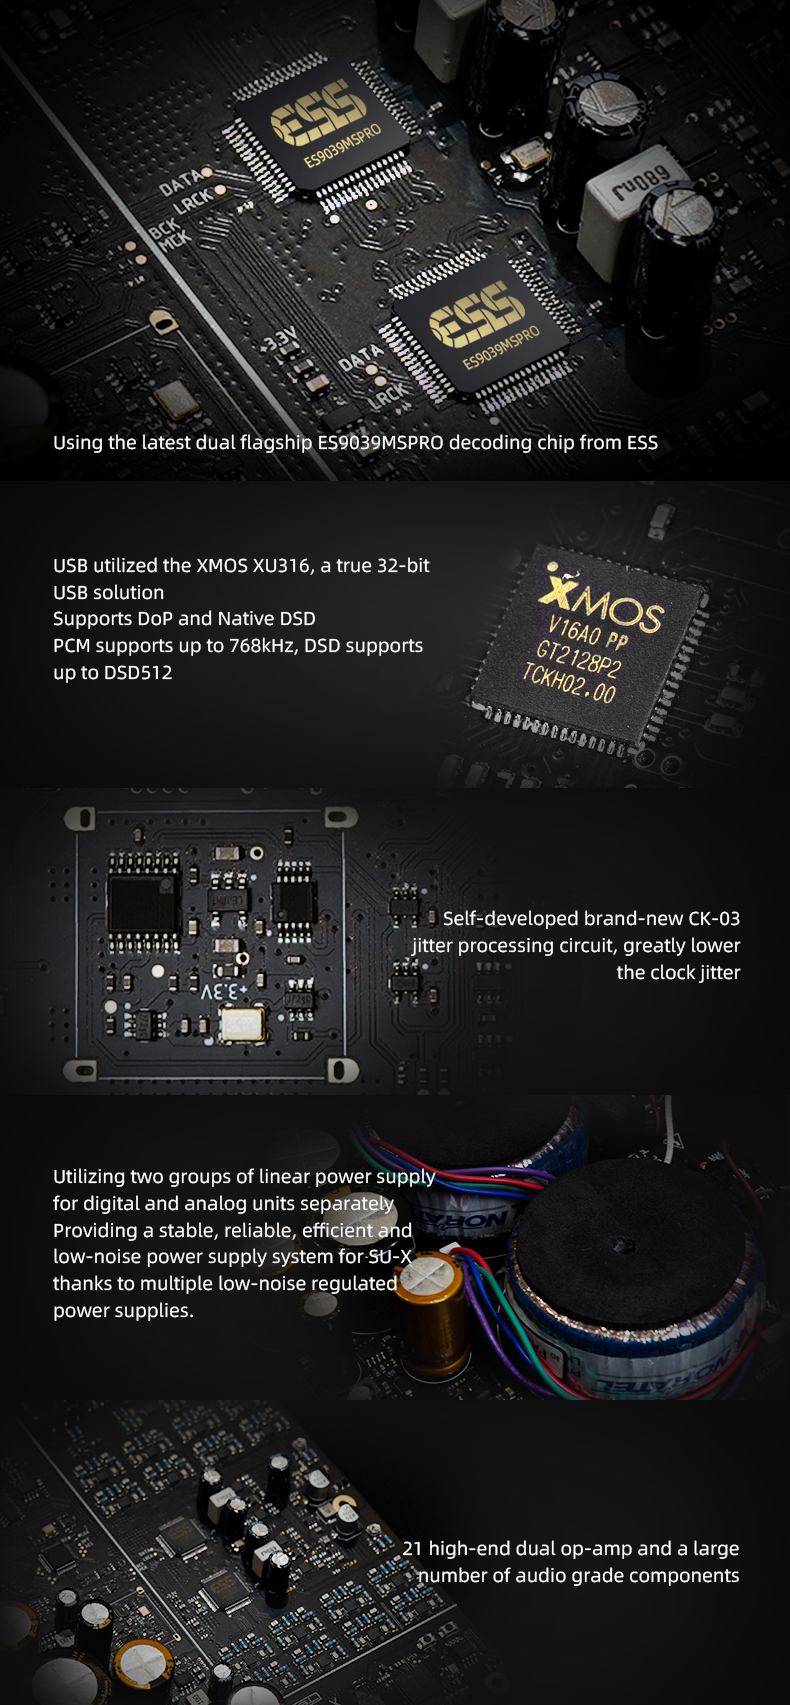 ESS
ES9039MSPRO
DATA
LRCK
BCK
MCK
680J
ESS
ES9039MSPRO
+3.3V
DATA
LRCK
Using the latest dual flagship ES9039MSPRO decoding chip from ESS
USB utilized the XMOS XU316, a true 32-bit
USB solution
Supports DoP and Native DSD
PCM supports up to 768kHz, DSD supports
up to DSD512
XMOS
V16A0 PP
GT2128P2
TCKH02.00
Self-developed brand-new CK-03
jitter processing circuit, greatly lower
the clock jitter
+3.3V
Utilizing two groups of linear power supply
for digital and analog units separately
Providing a stable, reliable, efficient and
low-noise power supply system for SU-X
thanks to multiple low-noise regulated
power supplies.
NORATEL
21 high-end dual op-amp and a large
number of audio grade components